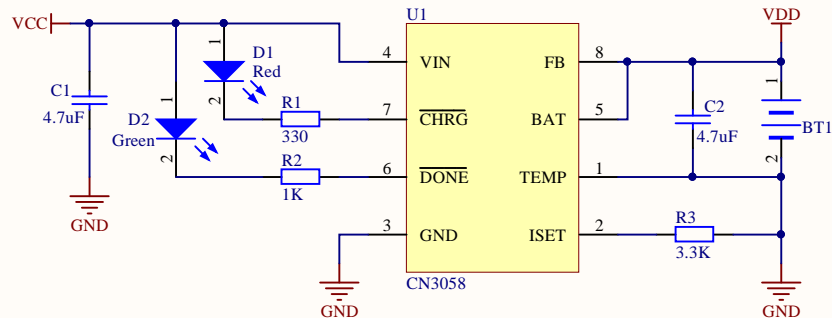 U1
VCC
VDD
1
D1
Red
4
VIN
FB
8
1
C1
4.7uF
1
D2
Green
2
2
R1
330
7
CHRG
BAT
5
C2
4.7uF
BT1
2
R2
1K
6
DONE
TEMP
1
2
GND
3
GND
ISET
2
R3
3.3K
GND
CN3058
GND